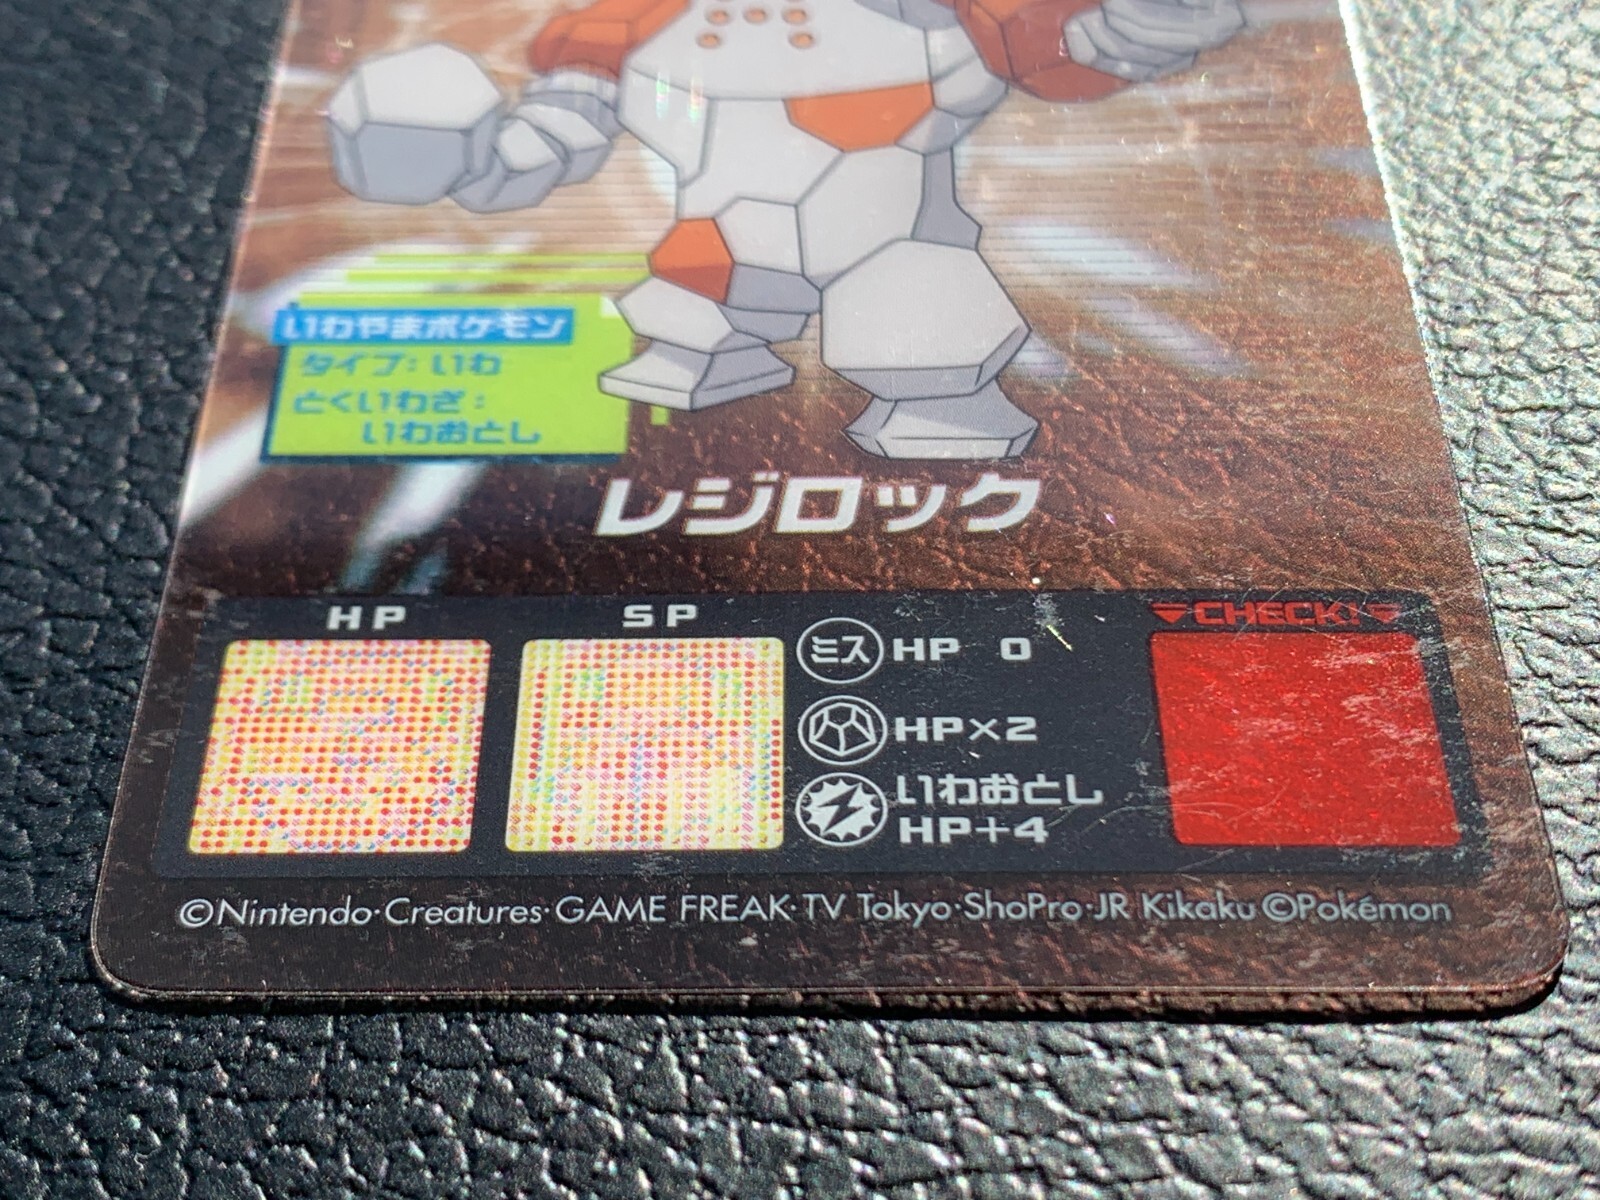 いわやまポケモン
タイプ: いわ
とくいわざ:
いわおとし
レジロック
HP
SP
ミス HP 0
HP×2
いわおとし
HP+4
▼CHECK!▼
©Nintendo・Creatures・GAME FREAK・TV Tokyo・ShoPro・JR Kikaku ©Pokémon